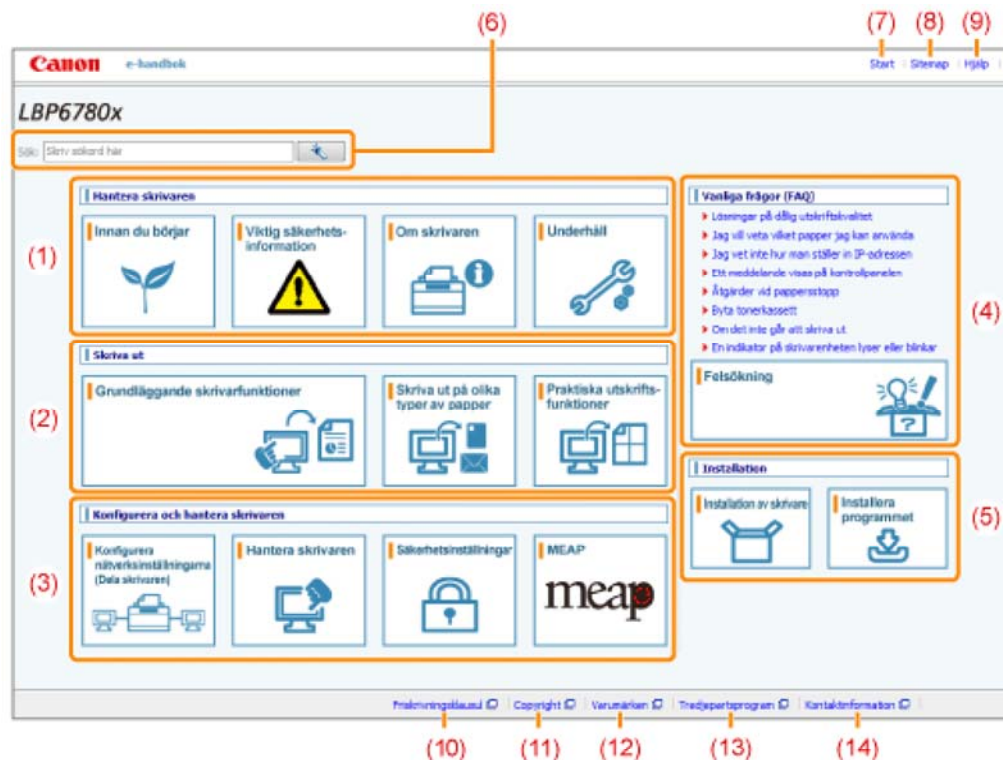 (6)
(7) (8) (9)
Canon e-handbok
Start Sitemap Hjälp
LBP6780x
Sök: Skriv sökord här
(1)
Hantera skrivaren
Innan du börjar
Viktig säkerhets-
information
Om skrivaren
Underhåll
(2)
Skriva ut
Grundläggande skrivarfunktioner
Skriva ut på olika
typer av papper
Praktiska utskrifts-
funktioner
(3)
Konfigurera och hantera skrivaren
Konfigurera
nätverksinställningarna
(Dela skrivaren)
Hantera skrivaren
Säkerhetsinställningar
MEAP
meap
Vanliga frågor (FAQ)
Lösningar på dålig utskriftskvalitet
Jag vill veta vilket papper jag kan använda
Jag vet inte hur man ställer in IP-adressen
Ett meddelande visas på kontrollpanelen
Åtgärder vid pappersstopp
Byta tonerkassett
Om det inte går att skriva ut
En indikator på skrivarenheten lyser eller blinkar
(4)
Felsökning
?
Installation
Installation av skrivare
Installera
programmet
(5)
Friskrivningsklausul Copyright Varumärken Tredjepartsprogram Kontaktinformation
(10) (11) (12) (13) (14)